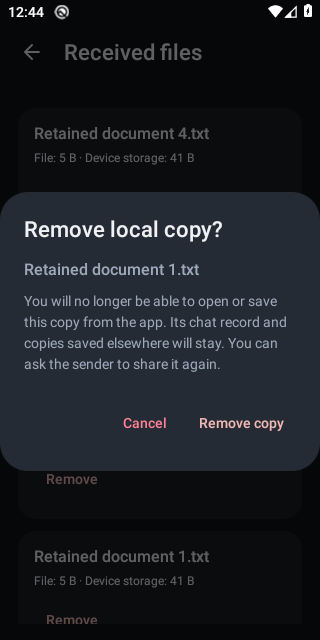 12:44
Received files
Retained document 4.txt
File: 5 B · Device storage: 41 B
Remove local copy?
Retained document 1.txt
You will no longer be able to open or save
this copy from the app. Its chat record and
copies saved elsewhere will stay. You can
ask the sender to share it again.
Cancel Remove copy
Remove
Retained document 1.txt
File: 5 B · Device storage: 41 B
Remove